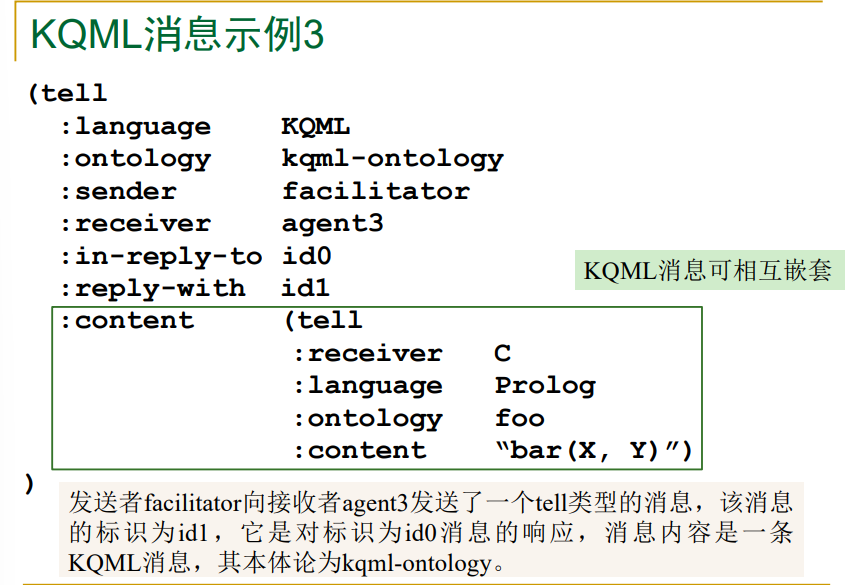 KQML消息示例3
(tell
:language KQML
:ontology kqml-ontology
:sender facilitator
:receiver agent3
:in-reply-to id0
:reply-with id1
KQML消息可相互嵌套
:content (tell
:receiver C
:language Prolog
:ontology foo
:content “bar(X, Y)”)
)
发送者facilitator向接收者agent3发送了一个tell类型的消息，该消息
的标识为id1，它是对标识为id0消息的响应，消息内容是一条
KQML消息，其本体论为kqml-ontology。